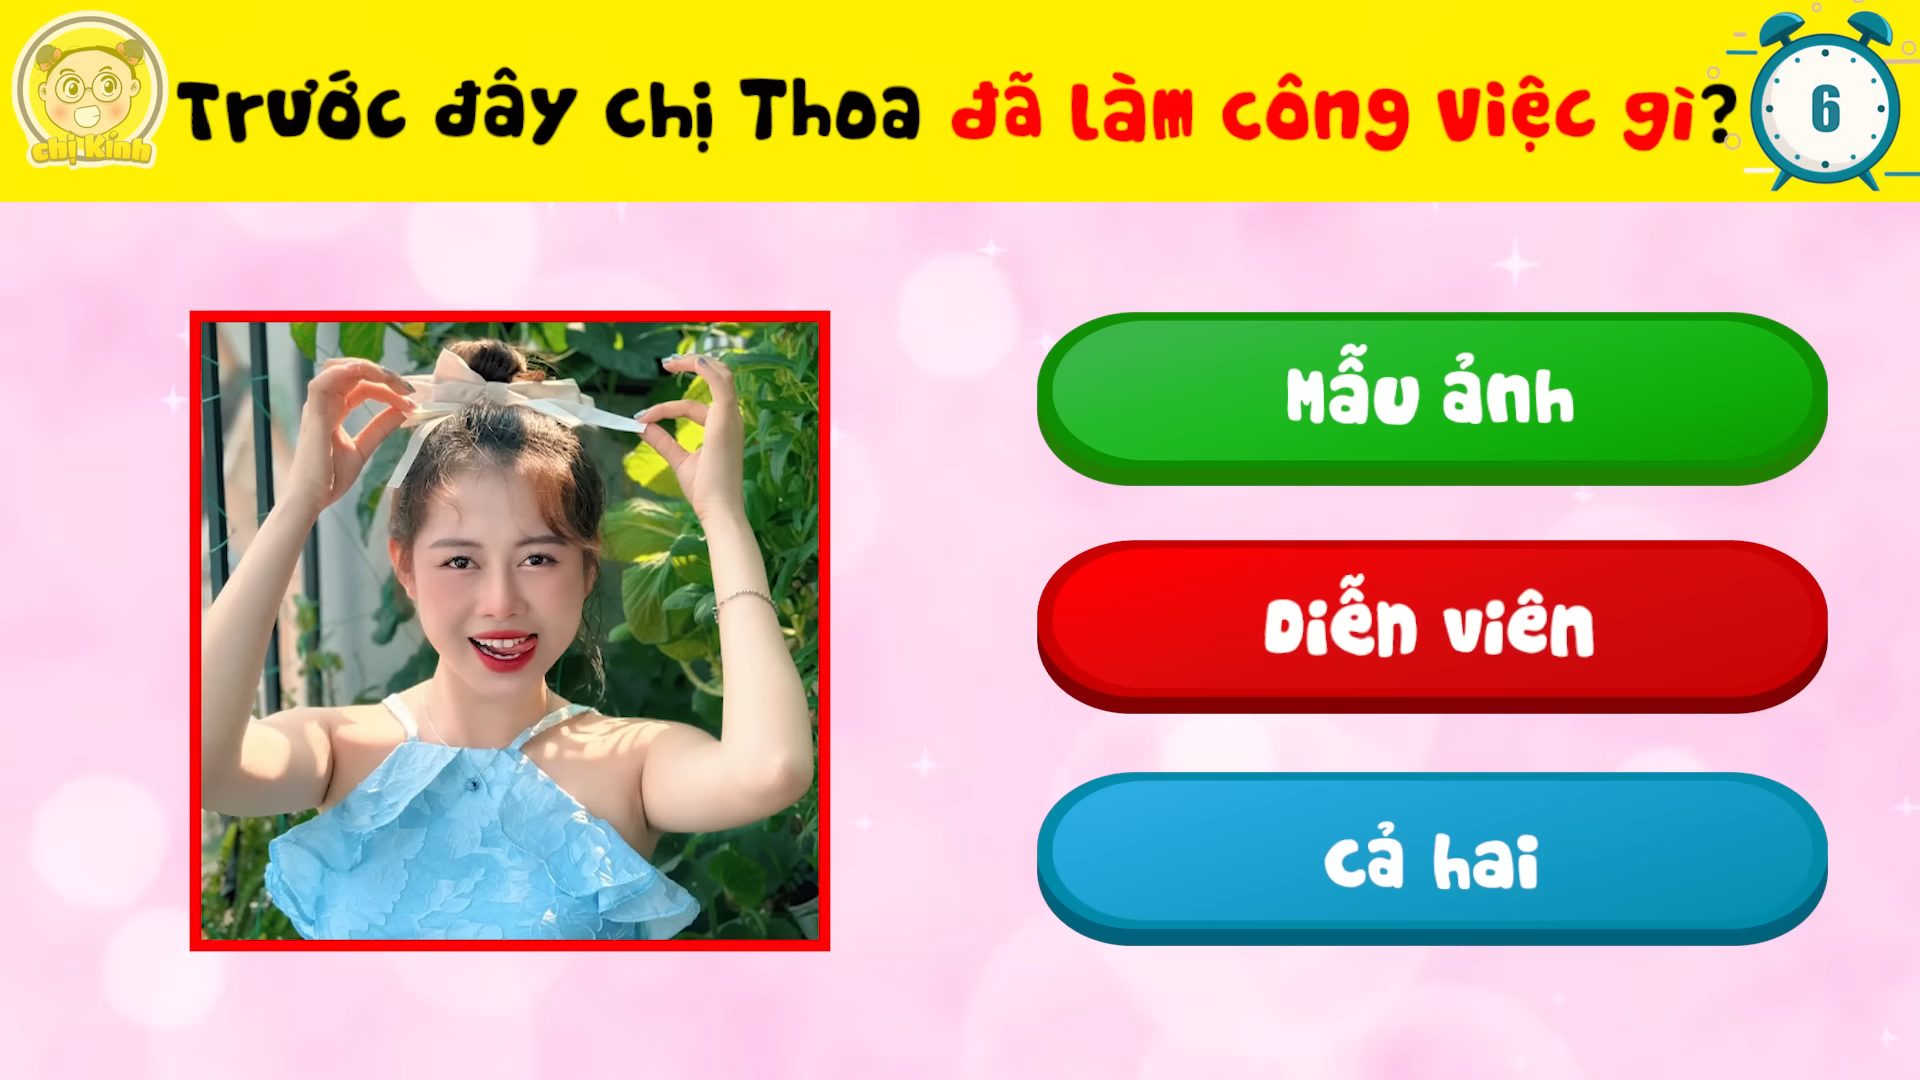 chị Kính
Trước đây chị Thoa đã làm công việc gì?
6
Mẫu ảnh
Diễn viên
Cả hai